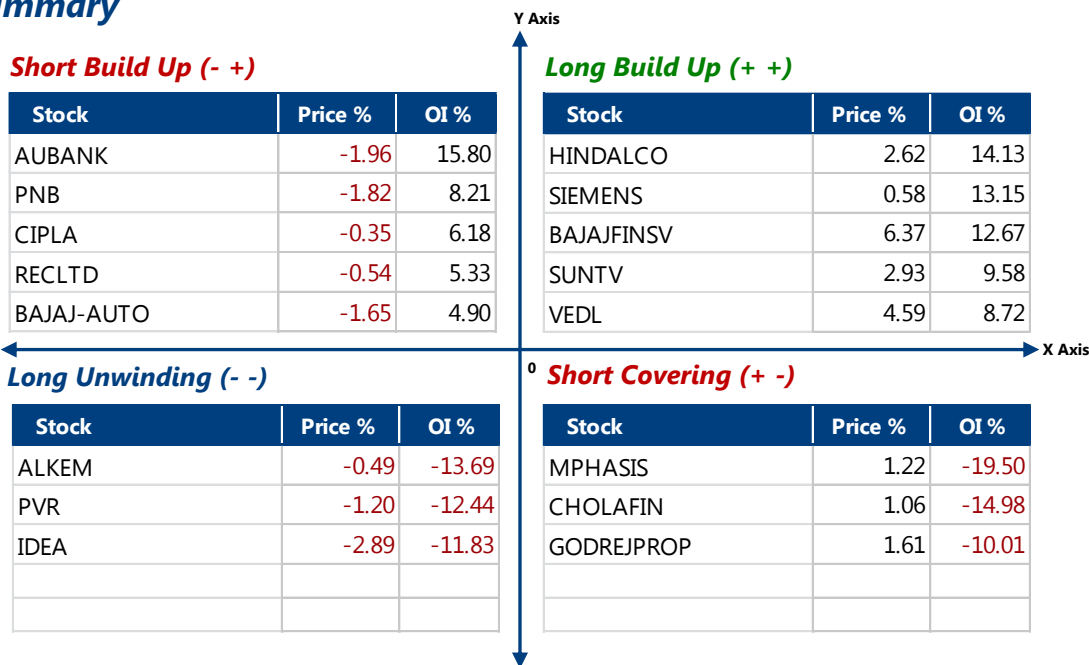 Y Axis
Short Build Up (- +)
Stock Price % OI %
AUBANK -1.96 15.80
PNB -1.82 8.21
CIPLA -0.35 6.18
RECLTD -0.54 5.33
BAJAJ-AUTO -1.65 4.90
Long Build Up (+ +)
Stock Price % OI %
HINDALCO 2.62 14.13
SIEMENS 0.58 13.15
BAJAJFINSV 6.37 12.67
SUNTV 2.93 9.58
VEDL 4.59 8.72
X Axis
0
Long Unwinding (- -)
Stock Price % OI %
ALKEM -0.49 -13.69
PVR -1.20 -12.44
IDEA -2.89 -11.83
Short Covering (+ -)
Stock Price % OI %
MPHASIS 1.22 -19.50
CHOLAFIN 1.06 -14.98
GODREJPROP 1.61 -10.01